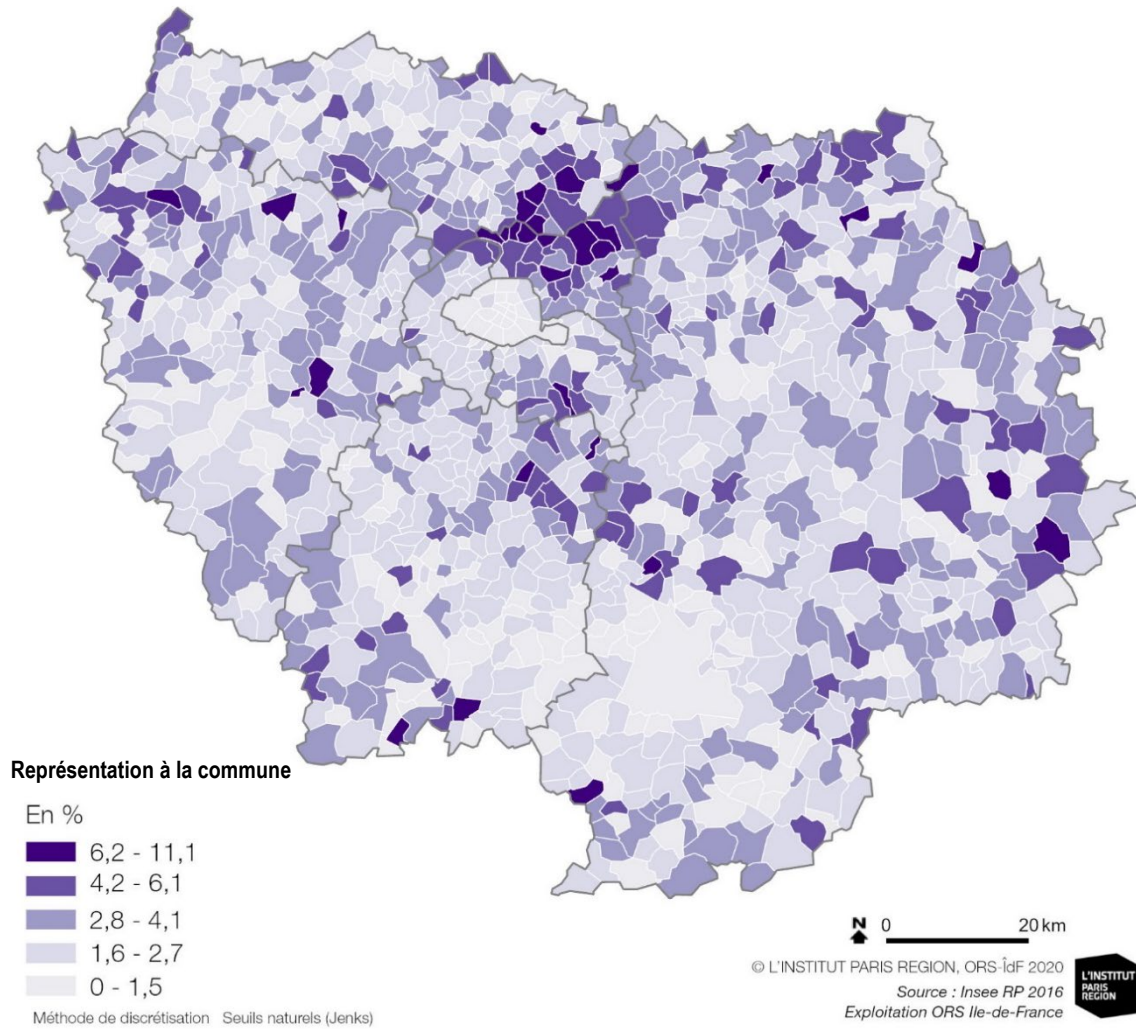 Représentation à la commune
En %
6,2 - 11,1
4,2 - 6,1
2,8 - 4,1
1,6 - 2,7
0 - 1,5
Méthode de discrétisation Seuils naturels (Jenks)
N 0 20 km
© L'INSTITUT PARIS REGION, ORS-ÎdF 2020
Source : Insee RP 2016
Exploitation ORS Ile-de-France
L'INSTITUT
PARIS
REGION